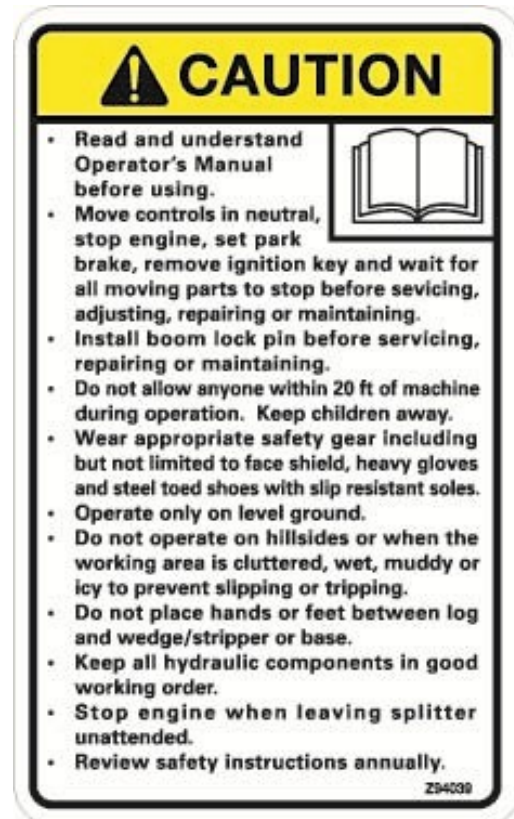 CAUTION
• Read and understand
Operator's Manual
before using.
• Move controls in neutral,
stop engine, set park
brake, remove ignition key and wait for
all moving parts to stop before sevicing,
adjusting, repairing or maintaining.
• Install boom lock pin before servicing,
repairing or maintaining.
• Do not allow anyone within 20 ft of machine
during operation. Keep children away.
• Wear appropriate safety gear including
but not limited to face shield, heavy gloves
and steel toed shoes with slip resistant soles.
• Operate only on level ground.
• Do not operate on hillsides or when the
working area is cluttered, wet, muddy or
icy to prevent slipping or tripping.
• Do not place hands or feet between log
and wedge/stripper or base.
• Keep all hydraulic components in good
working order.
• Stop engine when leaving splitter
unattended.
• Review safety instructions annually.
Z94039